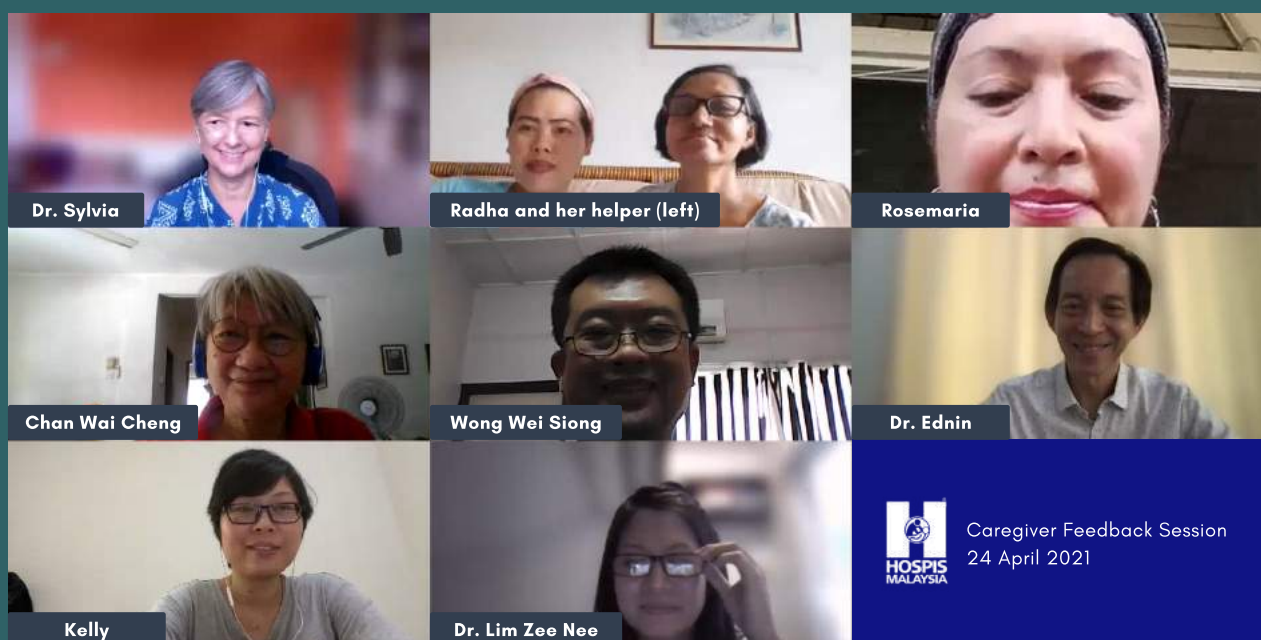 Dr. Sylvia
Radha and her helper (left)
Rosemaria
Chan Wai Cheng
Wong Wei Siong
Dr. Ednin
Kelly
Dr. Lim Zee Nee
HOSPIS
MALAYSIA
Caregiver Feedback Session
24 April 2021